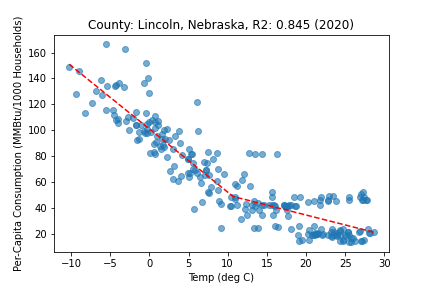 County: Lincoln, Nebraska, R2: 0.845 (2020)
Per-Capita Consumption (MMBtu/1000 Households)
160
140
120
100
80
60
40
20
−10 −5 0 5 10 15 20 25 30
Temp (deg C)